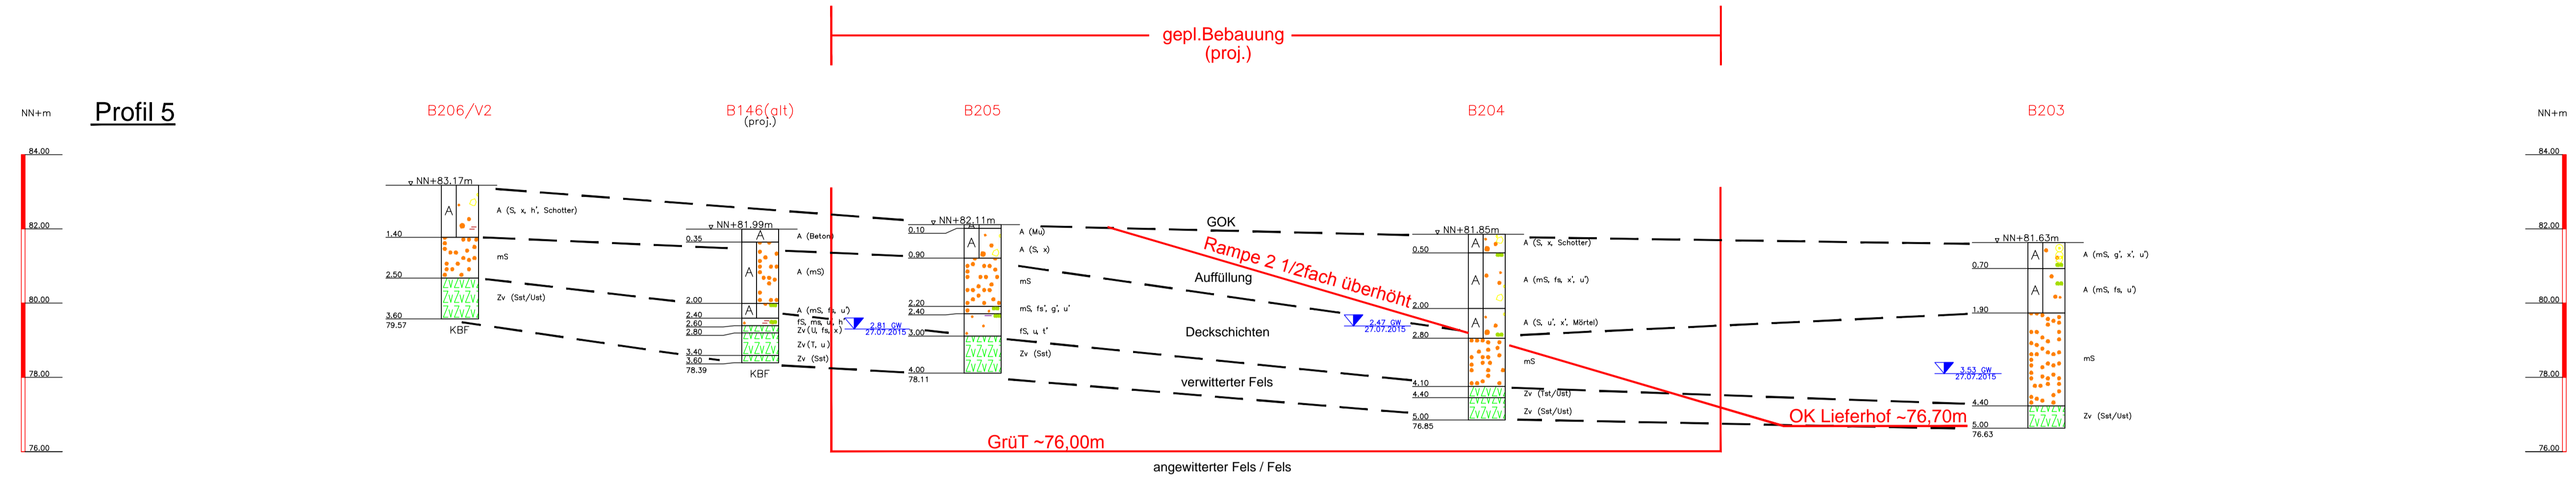 gepl.Bebauung
(proj.)
NN+m
Profil 5
B206/V2
B146(alt)
(proj.)
B205
B204
B203
NN+m
84.00
82.00
80.00
78.00
76.00
NN+83.17m
A
A (S, x, h', Schotter)
1.40
mS
2.50
Zv (Sst/Ust)
3.60
79.57
KBF
NN+81.99m
0.35
A
A (Beton)
A
A (mS)
2.00
A
A (mS, fs, u')
2.40
fS, ms, u, h'
2.60
Zv(U, fs, x)
2.80
Zv(T, u)
3.40
Zv (Sst)
3.60
78.39
KBF
2.81 GW
27.07.2015
NN+82.11m
0.10
A
A (Mu)
A
A (S, x)
0.90
mS
2.20
mS, fs', g', u'
2.40
fS, u, t'
3.00
Zv (Sst)
4.00
78.11
GOK
Rampe 2 1/2fach überhöht
Auffüllung
Deckschichten
verwitterter Fels
GrüT ~76,00m
angewitterter Fels / Fels
2.47 GW
27.07.2015
NN+81.85m
A
A (S, x, Schotter)
0.50
A
A (mS, fs, x', u')
2.00
A
A (S, u', x', Mörtel)
2.80
mS
4.10
Zv (Tst/Ust)
4.40
Zv (Sst/Ust)
5.00
76.85
OK Lieferhof ~76,70m
3.53 GW
27.07.2015
NN+81.63m
A
A (mS, g', x', u')
0.70
A
A (mS, fs, u')
1.90
mS
4.40
Zv (Sst/Ust)
5.00
76.63
84.00
82.00
80.00
78.00
76.00